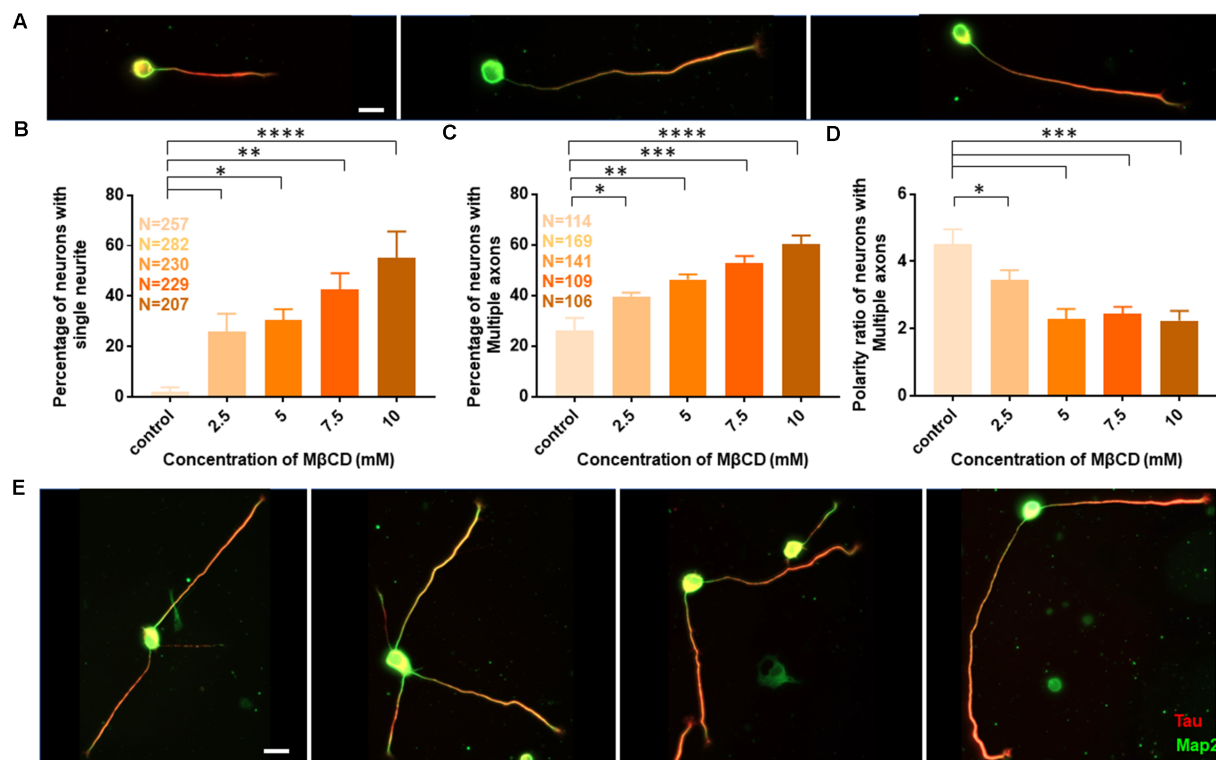 A
B
C
D
****
**
*
Percentage of neurons with
single neurite
80
60
40
20
0
N=257
N=282
N=230
N=229
N=207
control
2.5
5
7.5
10
Concentration of MβCD (mM)
****
***
**
*
Percentage of neurons with
Multiple axons
80
60
40
20
0
N=114
N=169
N=141
N=109
N=106
control
2.5
5
7.5
10
Concentration of MβCD (mM)
***
*
Polarity ratio of neurons with
Multiple axons
6
4
2
0
control
2.5
5
7.5
10
Concentration of MβCD (mM)
E
Tau
Map2